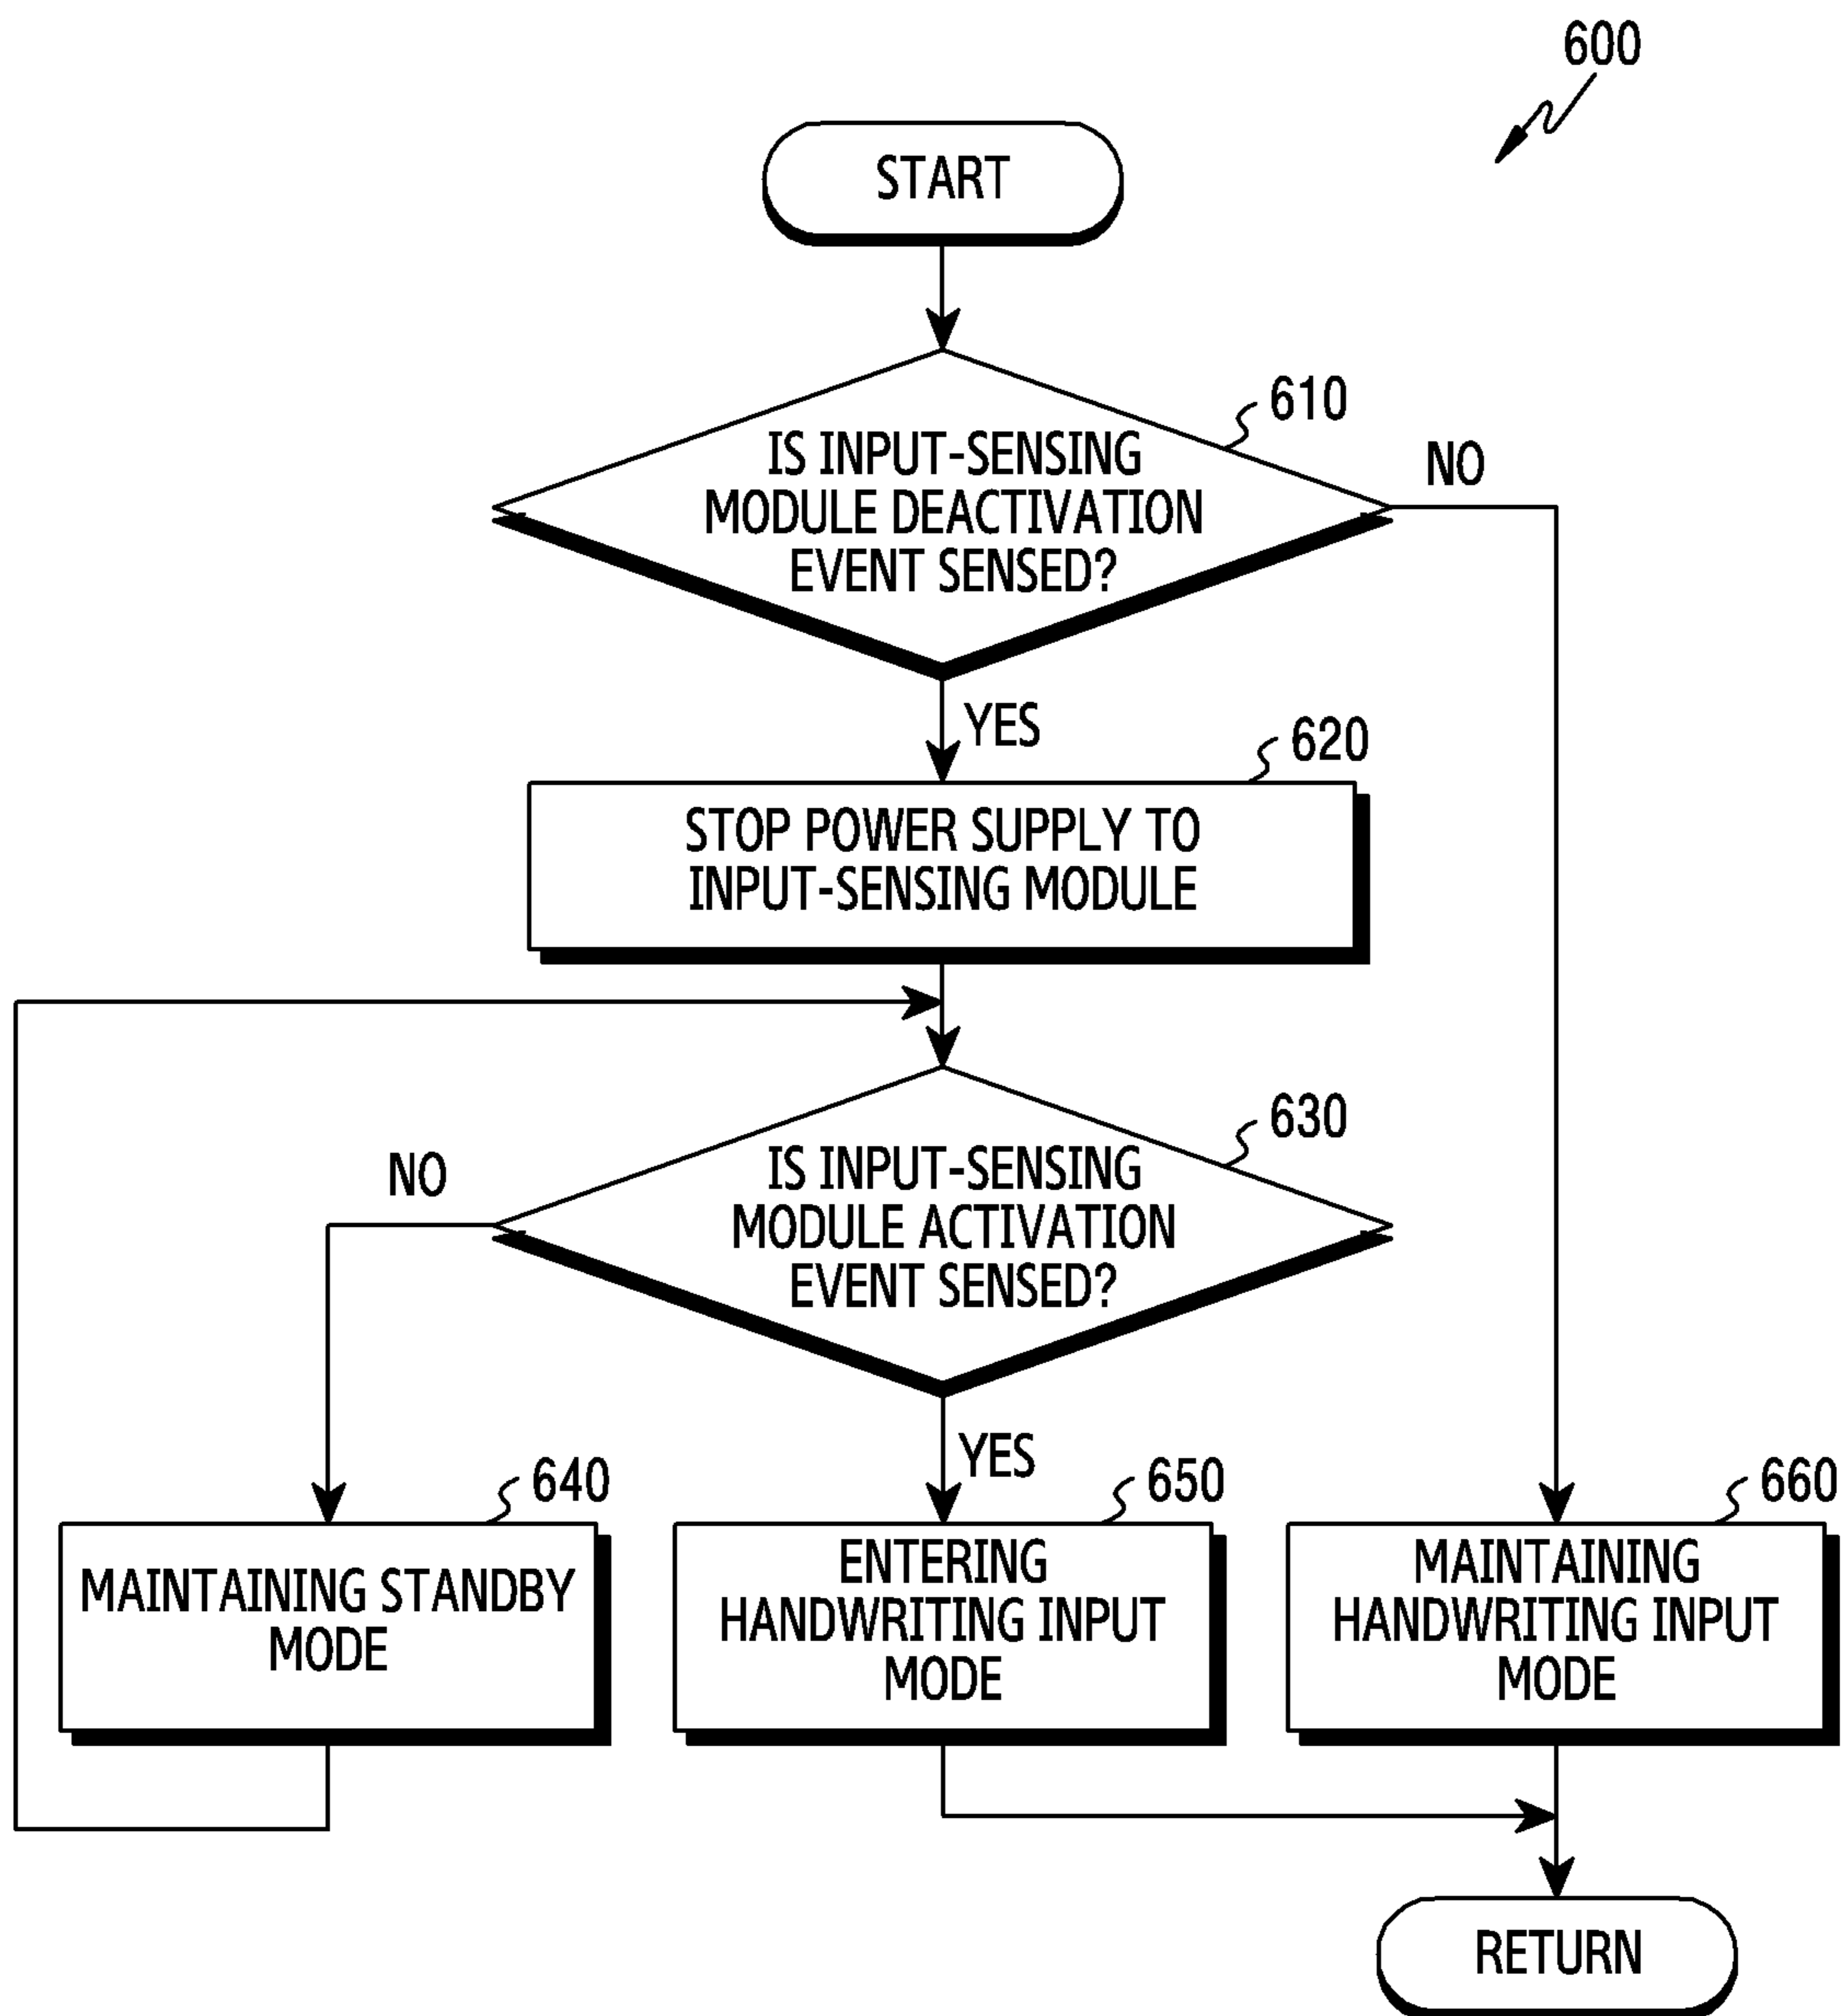 600
START
610
IS INPUT-SENSING
MODULE DEACTIVATION
EVENT SENSED?
NO
YES
620
STOP POWER SUPPLY TO
INPUT-SENSING MODULE
630
IS INPUT-SENSING
MODULE ACTIVATION
EVENT SENSED?
NO
YES
640
MAINTAINING STANDBY
MODE
650
ENTERING
HANDWRITING INPUT
MODE
660
MAINTAINING
HANDWRITING INPUT
MODE
RETURN